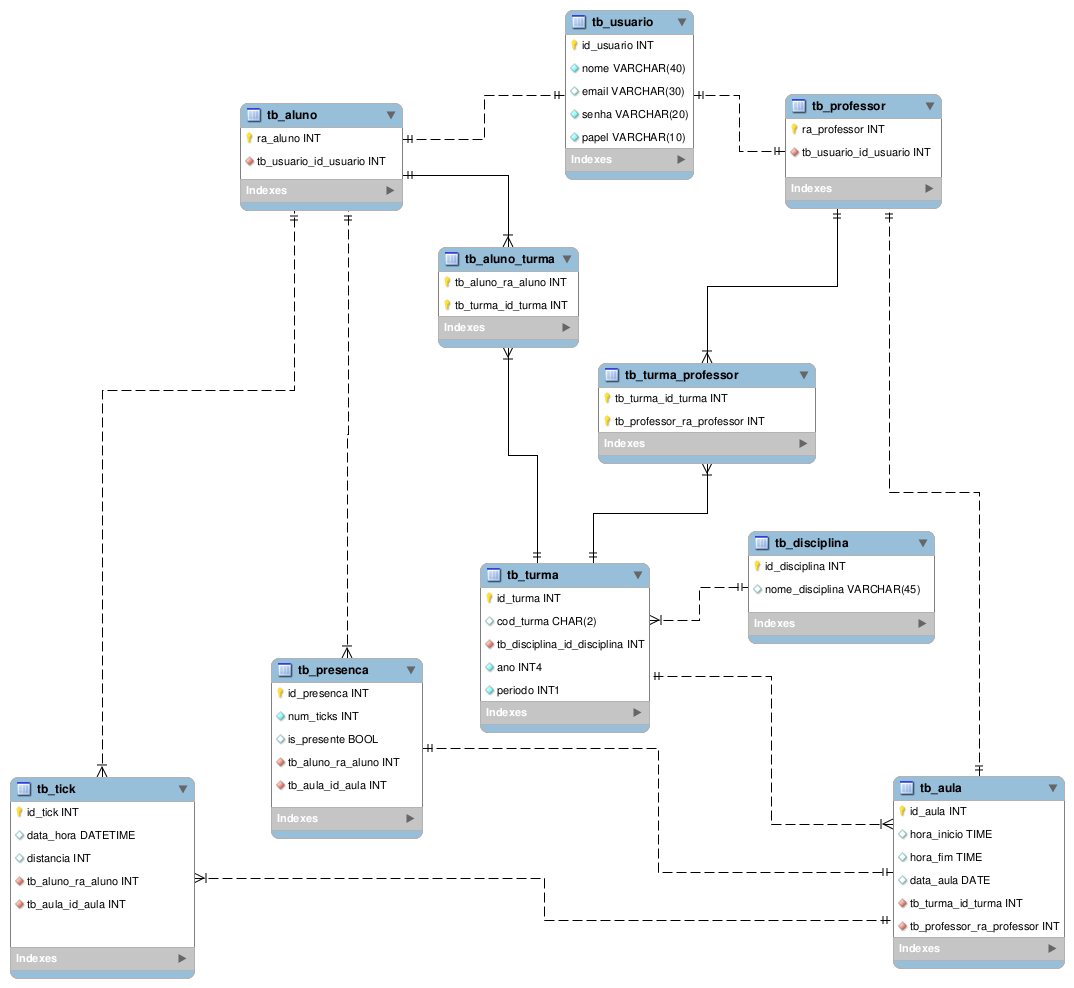 tb_usuario
id_usuario INT
nome VARCHAR(40)
email VARCHAR(30)
senha VARCHAR(20)
papel VARCHAR(10)
Indexes
tb_aluno
ra_aluno INT
tb_usuario_id_usuario INT
Indexes
tb_professor
ra_professor INT
tb_usuario_id_usuario INT
Indexes
tb_aluno_turma
tb_aluno_ra_aluno INT
tb_turma_id_turma INT
Indexes
tb_turma_professor
tb_turma_id_turma INT
tb_professor_ra_professor INT
Indexes
tb_disciplina
id_disciplina INT
nome_disciplina VARCHAR(45)
Indexes
tb_turma
id_turma INT
cod_turma CHAR(2)
tb_disciplina_id_disciplina INT
ano INT4
periodo INT1
Indexes
tb_presenca
id_presenca INT
num_ticks INT
is_presente BOOL
tb_aluno_ra_aluno INT
tb_aula_id_aula INT
Indexes
tb_tick
id_tick INT
data_hora DATETIME
distancia INT
tb_aluno_ra_aluno INT
tb_aula_id_aula INT
Indexes
tb_aula
id_aula INT
hora_inicio TIME
hora_fim TIME
data_aula DATE
tb_turma_id_turma INT
tb_professor_ra_professor INT
Indexes